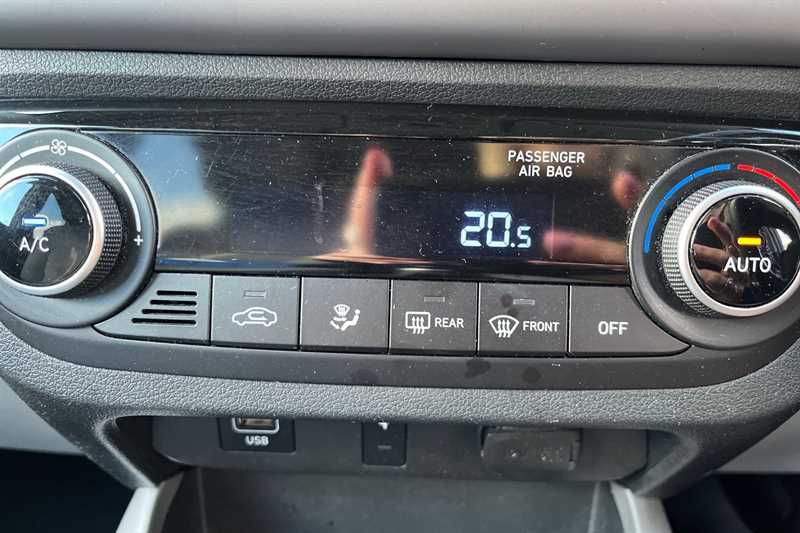 PASSENGER
AIR BAG
20.5
A/C
+
AUTO
REAR
FRONT
OFF
USB